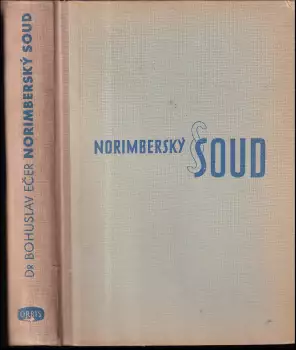 Dr BOHUSLAV EČER NORIMBERSKÝ SOUD
ORBIS
NORIMBERSKÝ
§SOUD